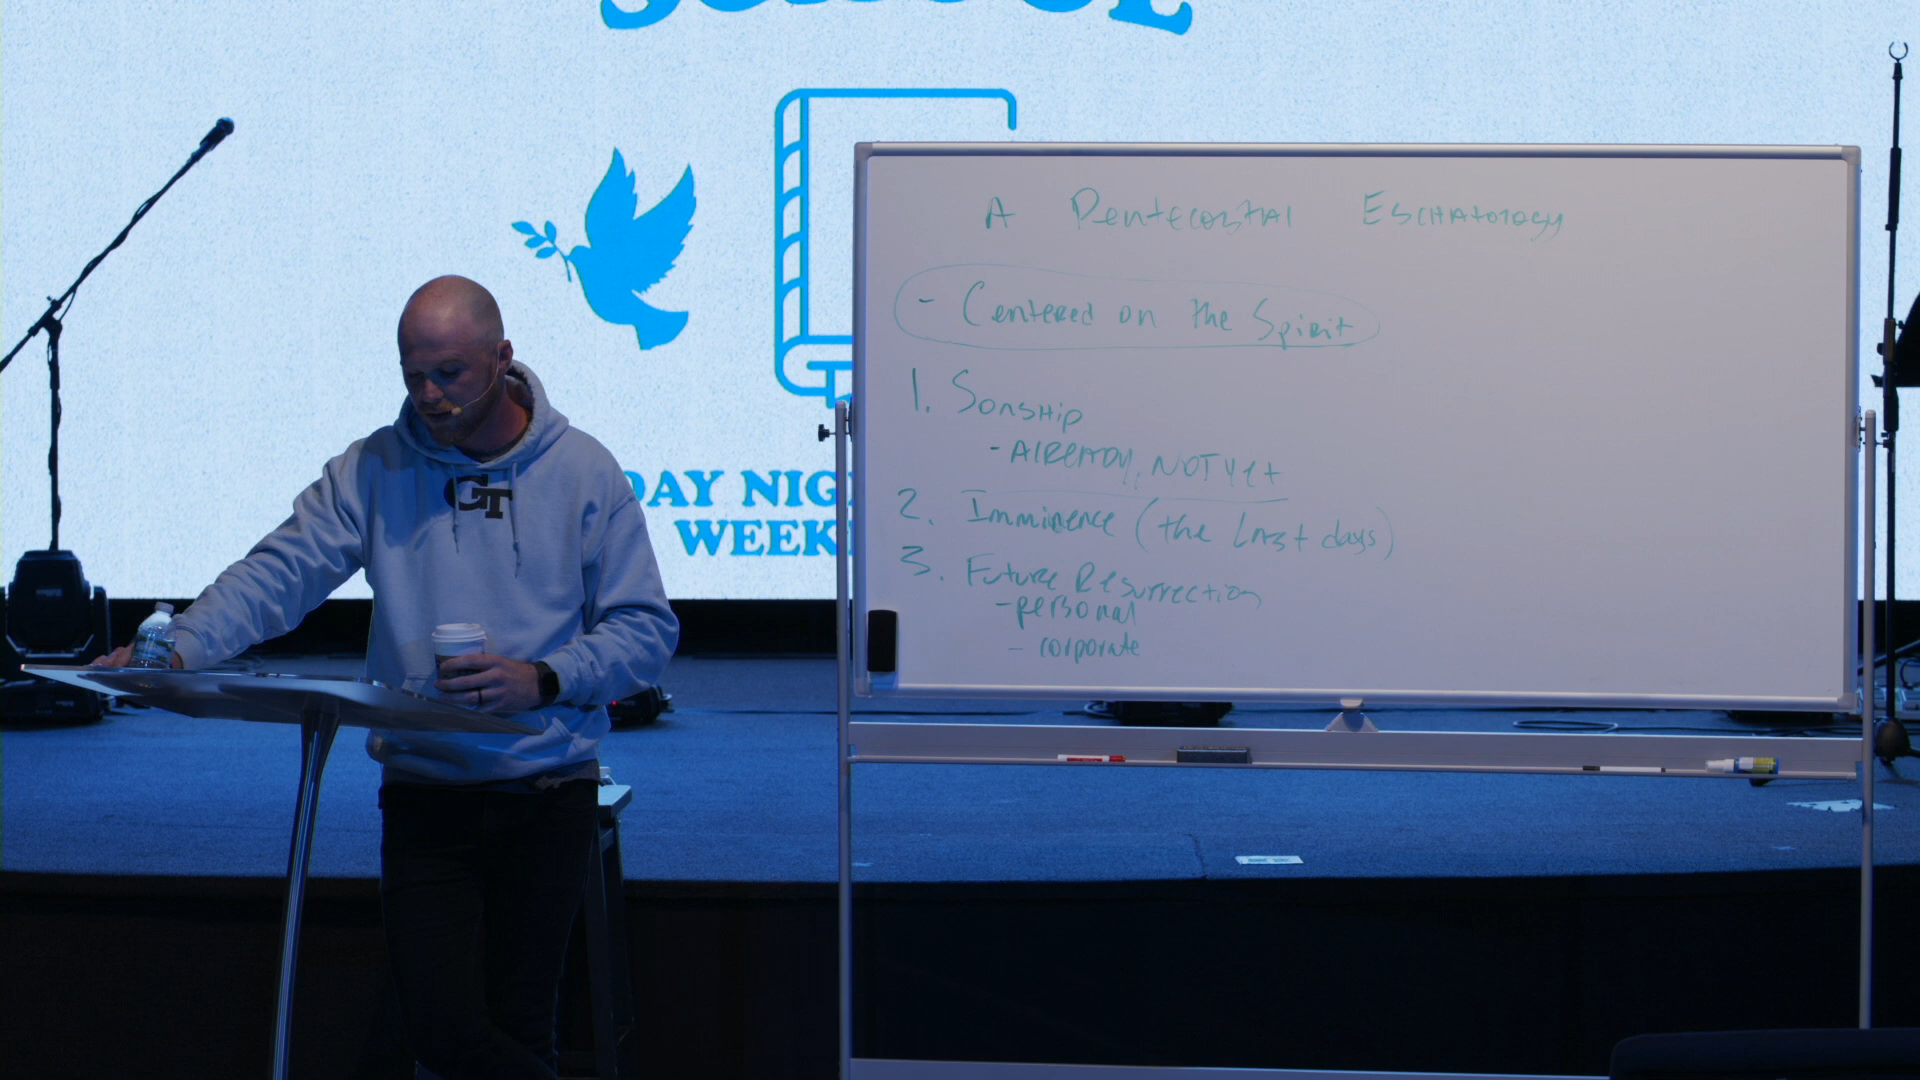 SCHOOL
DAY NIG
WEEK
GT
A Pentecostal Eschatology
- Centered on the Spirit
1. Sonship
- Already, Not Yet
2. Imminence (the Last days)
3. Future Resurrection
- personal
- corporate